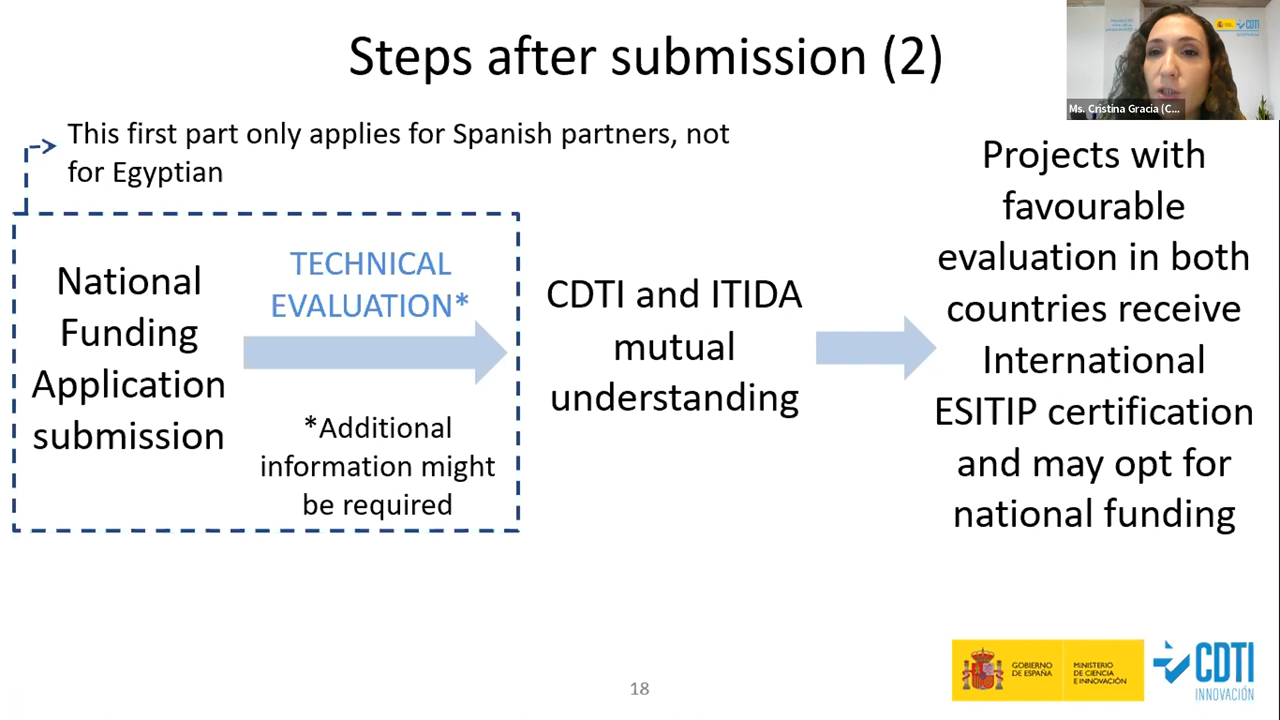 Steps after submission (2)
Ms. Cristina Gracia (C...
CDTI
This first part only applies for Spanish partners, not
for Egyptian
National
Funding
Application
submission
TECHNICAL
EVALUATION*
*Additional
information might
be required
CDTI and ITIDA
mutual
understanding
Projects with
favourable
evaluation in both
countries receive
International
ESITIP certification
and may opt for
national funding
18
GOBIERNO
DE ESPAÑA
MINISTERIO
DE CIENCIA
E INNOVACIÓN
CDTI
INNOVACIÓN